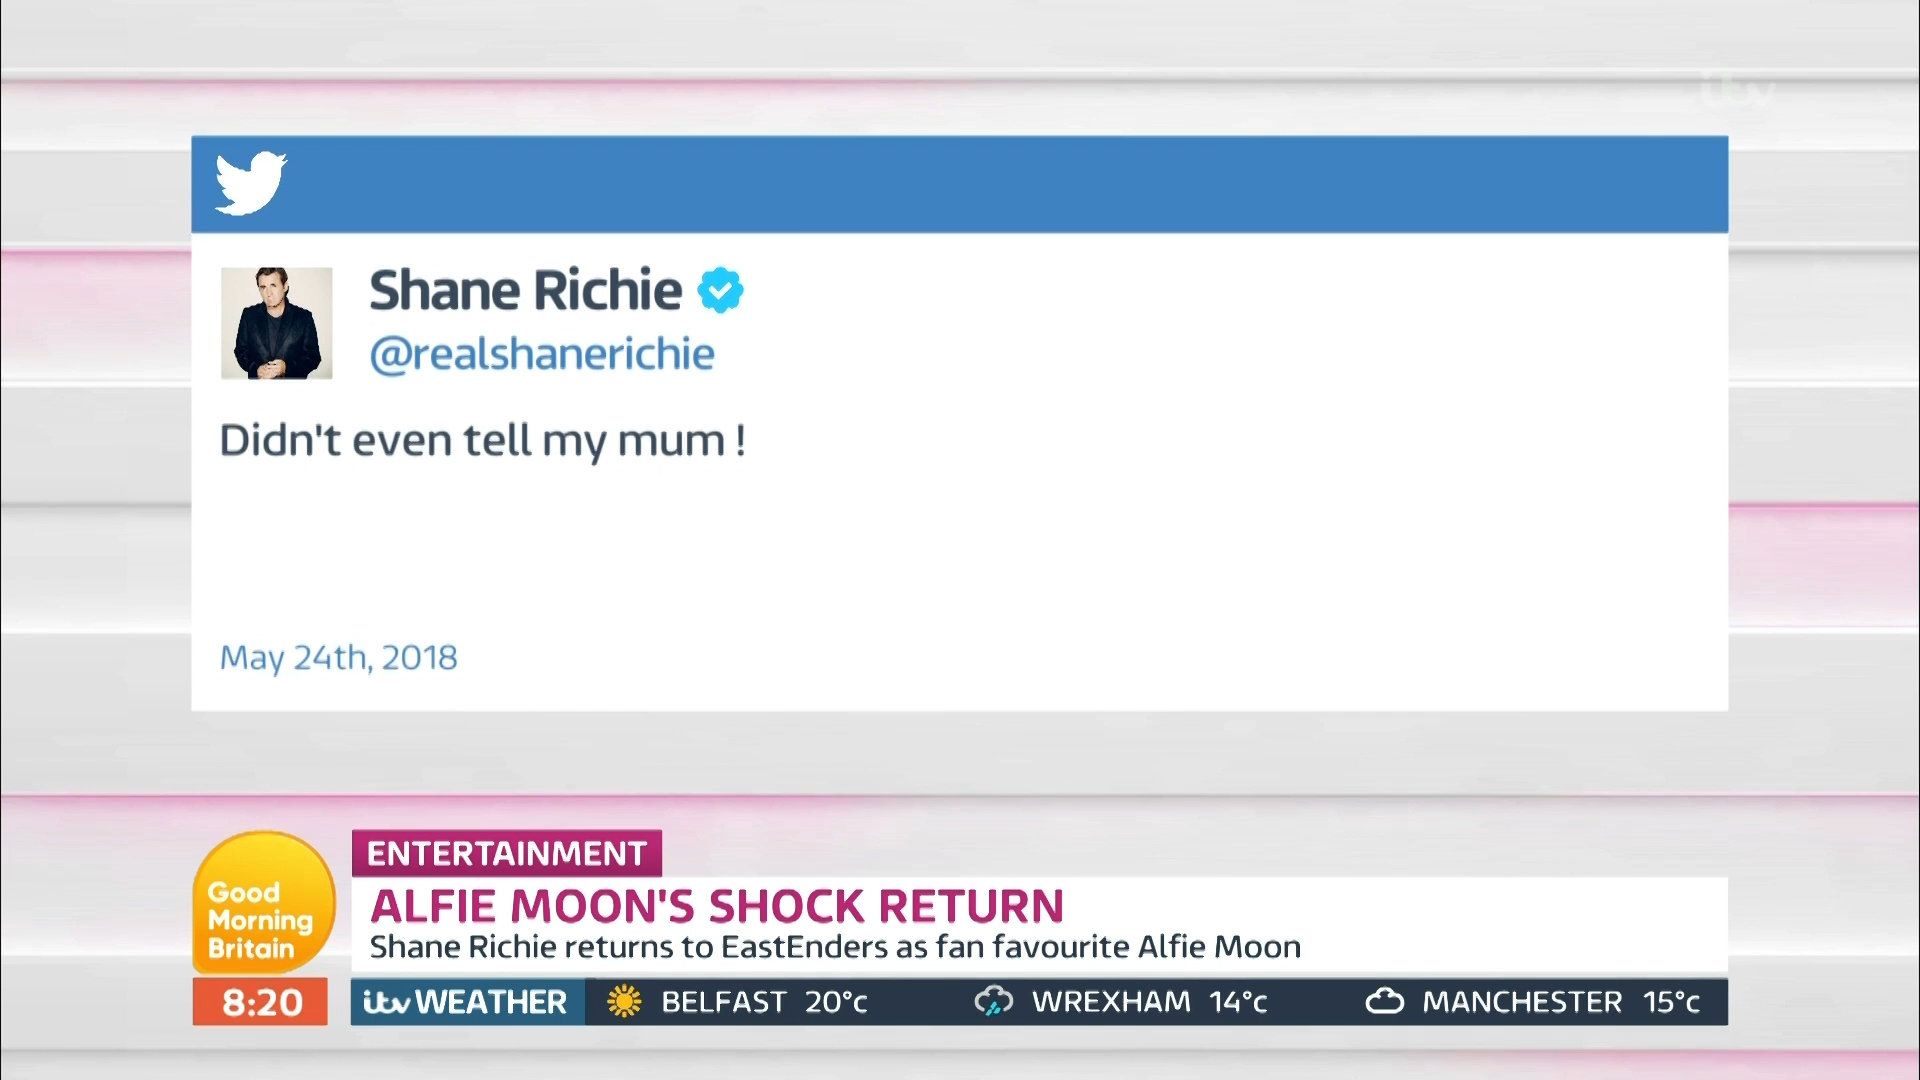 itv
Shane Richie
@realshanerichie
Didn't even tell my mum !
May 24th, 2018
ENTERTAINMENT
ALFIE MOON'S SHOCK RETURN
Shane Richie returns to EastEnders as fan favourite Alfie Moon
Good
Morning
Britain
8:20
itv WEATHER BELFAST 20°c WREXHAM 14°c MANCHESTER 15°c